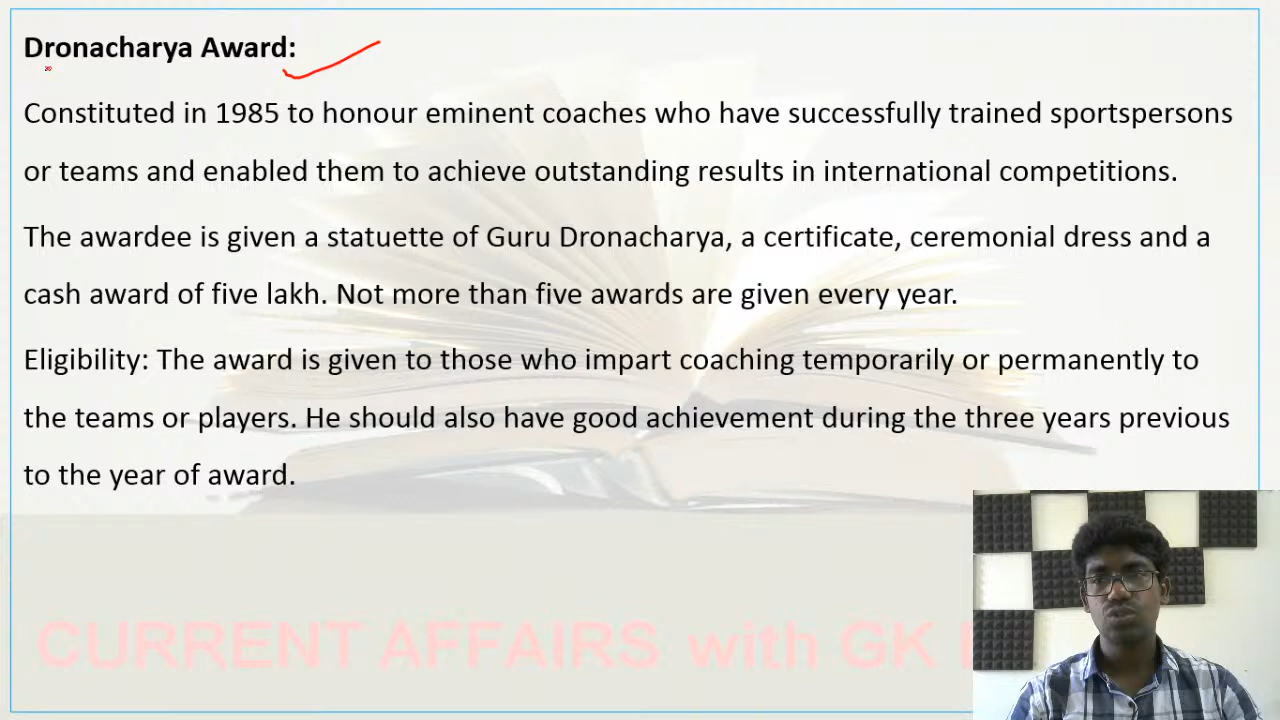 Dronacharya Award:
Constituted in 1985 to honour eminent coaches who have successfully trained sportspersons
or teams and enabled them to achieve outstanding results in international competitions.
The awardee is given a statuette of Guru Dronacharya, a certificate, ceremonial dress and a
cash award of five lakh. Not more than five awards are given every year.
Eligibility: The award is given to those who impart coaching temporarily or permanently to
the teams or players. He should also have good achievement during the three years previous
to the year of award.
CURRENT AFFAIRS with GK